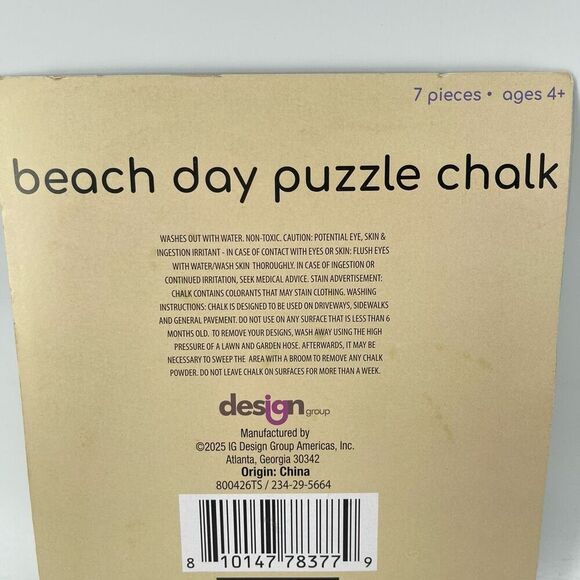 7 pieces • ages 4+
beach day puzzle chalk
WASHES OUT WITH WATER. NON-TOXIC. CAUTION: POTENTIAL EYE, SKIN &
INGESTION IRRITANT - IN CASE OF CONTACT WITH EYES OR SKIN; FLUSH EYES
WITH WATER/WASH SKIN THOROUGHLY. IN CASE OF INGESTION OR
CONTINUED IRRITATION, SEEK MEDICAL ADVICE. STAIN ADVERTISEMENT:
CHALK CONTAINS COLORANTS THAT MAY STAIN CLOTHING. WASHING
INSTRUCTIONS: CHALK IS DESIGNED TO BE USED ON DRIVEWAYS, SIDEWALKS
AND GENERAL PAVEMENT. DO NOT USE ON ANY SURFACE THAT IS LESS THAN 6
MONTHS OLD. TO REMOVE YOUR DESIGNS, WASH AWAY USING THE HIGH
PRESSURE OF A LAWN AND GARDEN HOSE. AFTERWARDS, IT MAY BE
NECESSARY TO SWEEP THE AREA WITH A BROOM TO REMOVE ANY CHALK
POWDER. DO NOT LEAVE CHALK ON SURFACES FOR MORE THAN A WEEK.
design group
Manufactured by
©2025 IG Design Group Americas, Inc.
Atlanta, Georgia 30342
Origin: China
800426TS / 234-29-5664
8 10147 78377 9